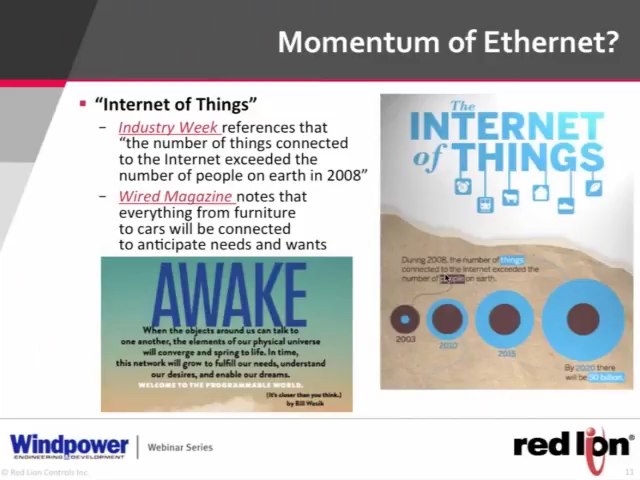 Momentum of Ethernet?
▪ “Internet of Things”
– Industry Week references that
“the number of things connected
to the Internet exceeded the
number of people on earth in 2008”
– Wired Magazine notes that
everything from furniture
to cars will be connected
to anticipate needs and wants
The
INTERNET
of THINGS
During 2008, the number of things
connected to the Internet exceeded the
number of people on earth.
2003
2010
2015
By 2020 there
will be 50 billion.
AWAKE
When the objects around us can talk to
one another, the elements of our physical universe
will converge and spring to life. In time,
this network will grow to fulfill our needs, understand
our desires, and enable our dreams.
WELCOME TO THE PROGRAMMABLE WORLD.
(It's closer than you think.)
by Bill Wasik
Windpower
ENGINEERING & DEVELOPMENT
Webinar Series
red lion®
© Red Lion Controls Inc.
11